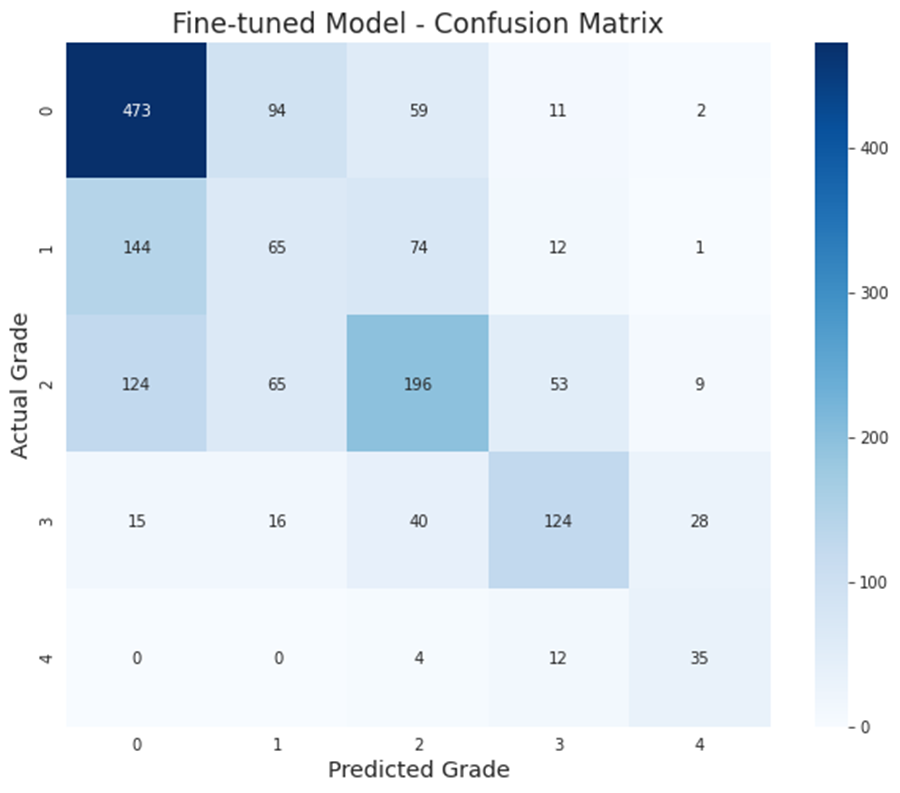 Fine-tuned Model - Confusion Matrix
0 473 94 59 11 2
1 144 65 74 12 1
2 124 65 196 53 9
3 15 16 40 124 28
4 0 0 4 12 35
0 1 2 3 4
Predicted Grade
Actual Grade
400
300
200
100
0